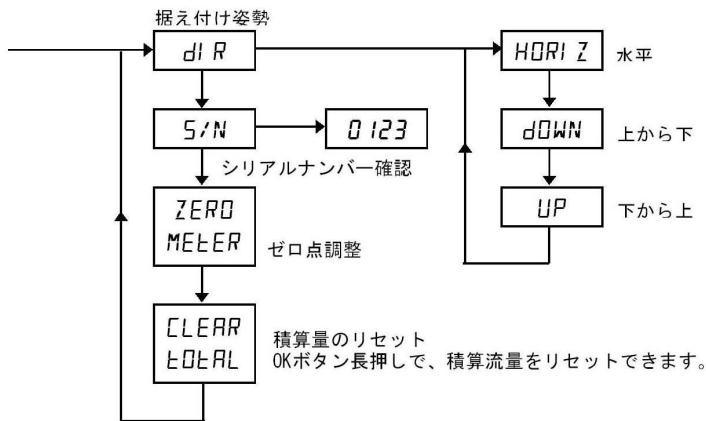 据え付け姿勢
dIR
HORIZ
水平
S/N
0123
dOWN
上から下
シリアルナンバー確認
ZERO
METER
ゼロ点調整
UP
下から上
CLEAR
tOtAL
積算量のリセット
OKボタン長押しで、積算流量をリセットできます。